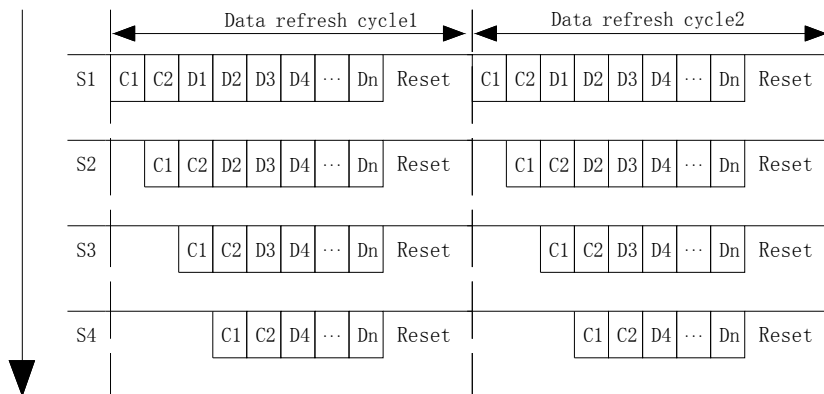 Data refresh cycle1 Data refresh cycle2
S1 C1 C2 D1 D2 D3 D4 ··· Dn Reset C1 C2 D1 D2 D3 D4 ··· Dn Reset
S2 C1 C2 D2 D3 D4 ··· Dn Reset C1 C2 D2 D3 D4 ··· Dn Reset
S3 C1 C2 D3 D4 ··· Dn Reset C1 C2 D3 D4 ··· Dn Reset
S4 C1 C2 D4 ··· Dn Reset C1 C2 D4 ··· Dn Reset